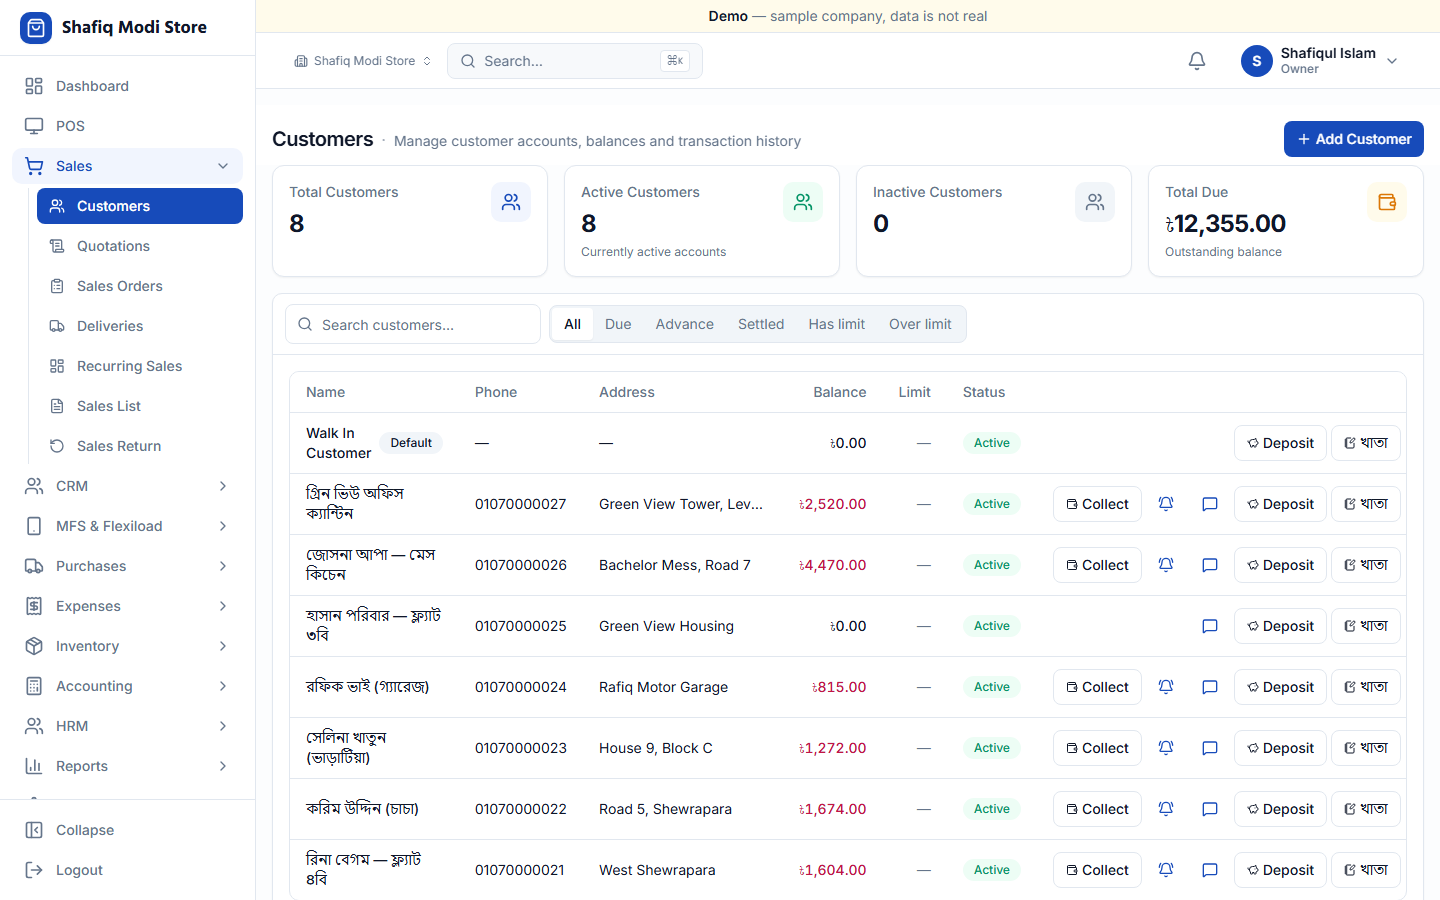 Shafiq Modi Store
Demo — sample company, data is not real
Shafiq Modi Store
Search...
⌘K
S
Shafiqul Islam
Owner
Dashboard
POS
Sales
Customers
Quotations
Sales Orders
Deliveries
Recurring Sales
Sales List
Sales Return
CRM
MFS & Flexiload
Purchases
Expenses
Inventory
Accounting
HRM
Reports
Collapse
Logout
Customers · Manage customer accounts, balances and transaction history
Add Customer
Total Customers
8
Active Customers
8
Currently active accounts
Inactive Customers
0
Total Due
৳12,355.00
Outstanding balance
Search customers...
All Due Advance Settled Has limit Over limit
Name Phone Address Balance Limit Status
Walk In Customer Default — — ৳0.00 — Active Deposit খাতা
গ্রিন ভিউ অফিস ক্যান্টিন 01070000027 Green View Tower, Lev... ৳2,520.00 — Active Collect Deposit খাতা
জোসনা আপা — মেস কিচেন 01070000026 Bachelor Mess, Road 7 ৳4,470.00 — Active Collect Deposit খাতা
হাসান পরিবার — ফ্ল্যাট ৩বি 01070000025 Green View Housing ৳0.00 — Active Deposit খাতা
রফিক ভাই (গ্যারেজ) 01070000024 Rafiq Motor Garage ৳815.00 — Active Collect Deposit খাতা
সেলিনা খাতুন (ভাড়াটিয়া) 01070000023 House 9, Block C ৳1,272.00 — Active Collect Deposit খাতা
করিম উদ্দিন (চাচা) 01070000022 Road 5, Shewrapara ৳1,674.00 — Active Collect Deposit খাতা
রিনা বেগম — ফ্ল্যাট ৪বি 01070000021 West Shewrapara ৳1,604.00 — Active Collect Deposit খাতা